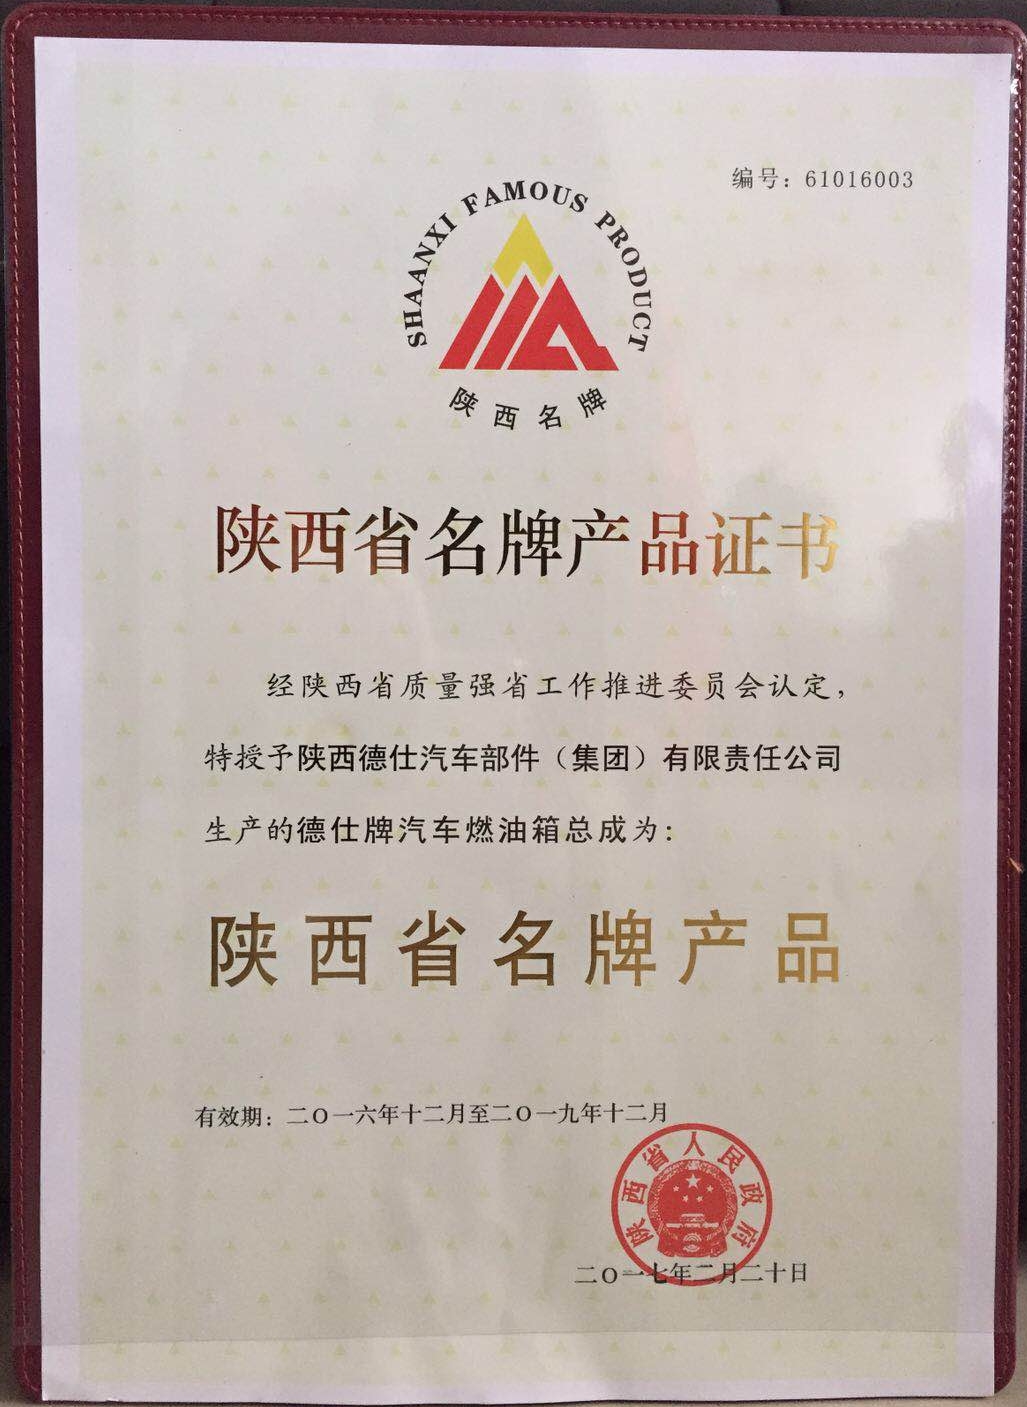 编号：61016003
SHAANXI FAMOUS PRODUCT
陕西名牌
陕西省名牌产品证书
经陕西省质量强省工作推进委员会认定，
特授予陕西德仕汽车部件（集团）有限责任公司
生产的德仕牌汽车燃油箱总成为：
陕西省名牌产品
有效期：二〇一六年十二月至二〇一九年十二月
陕西省人民政府
二〇一七年二月二十日